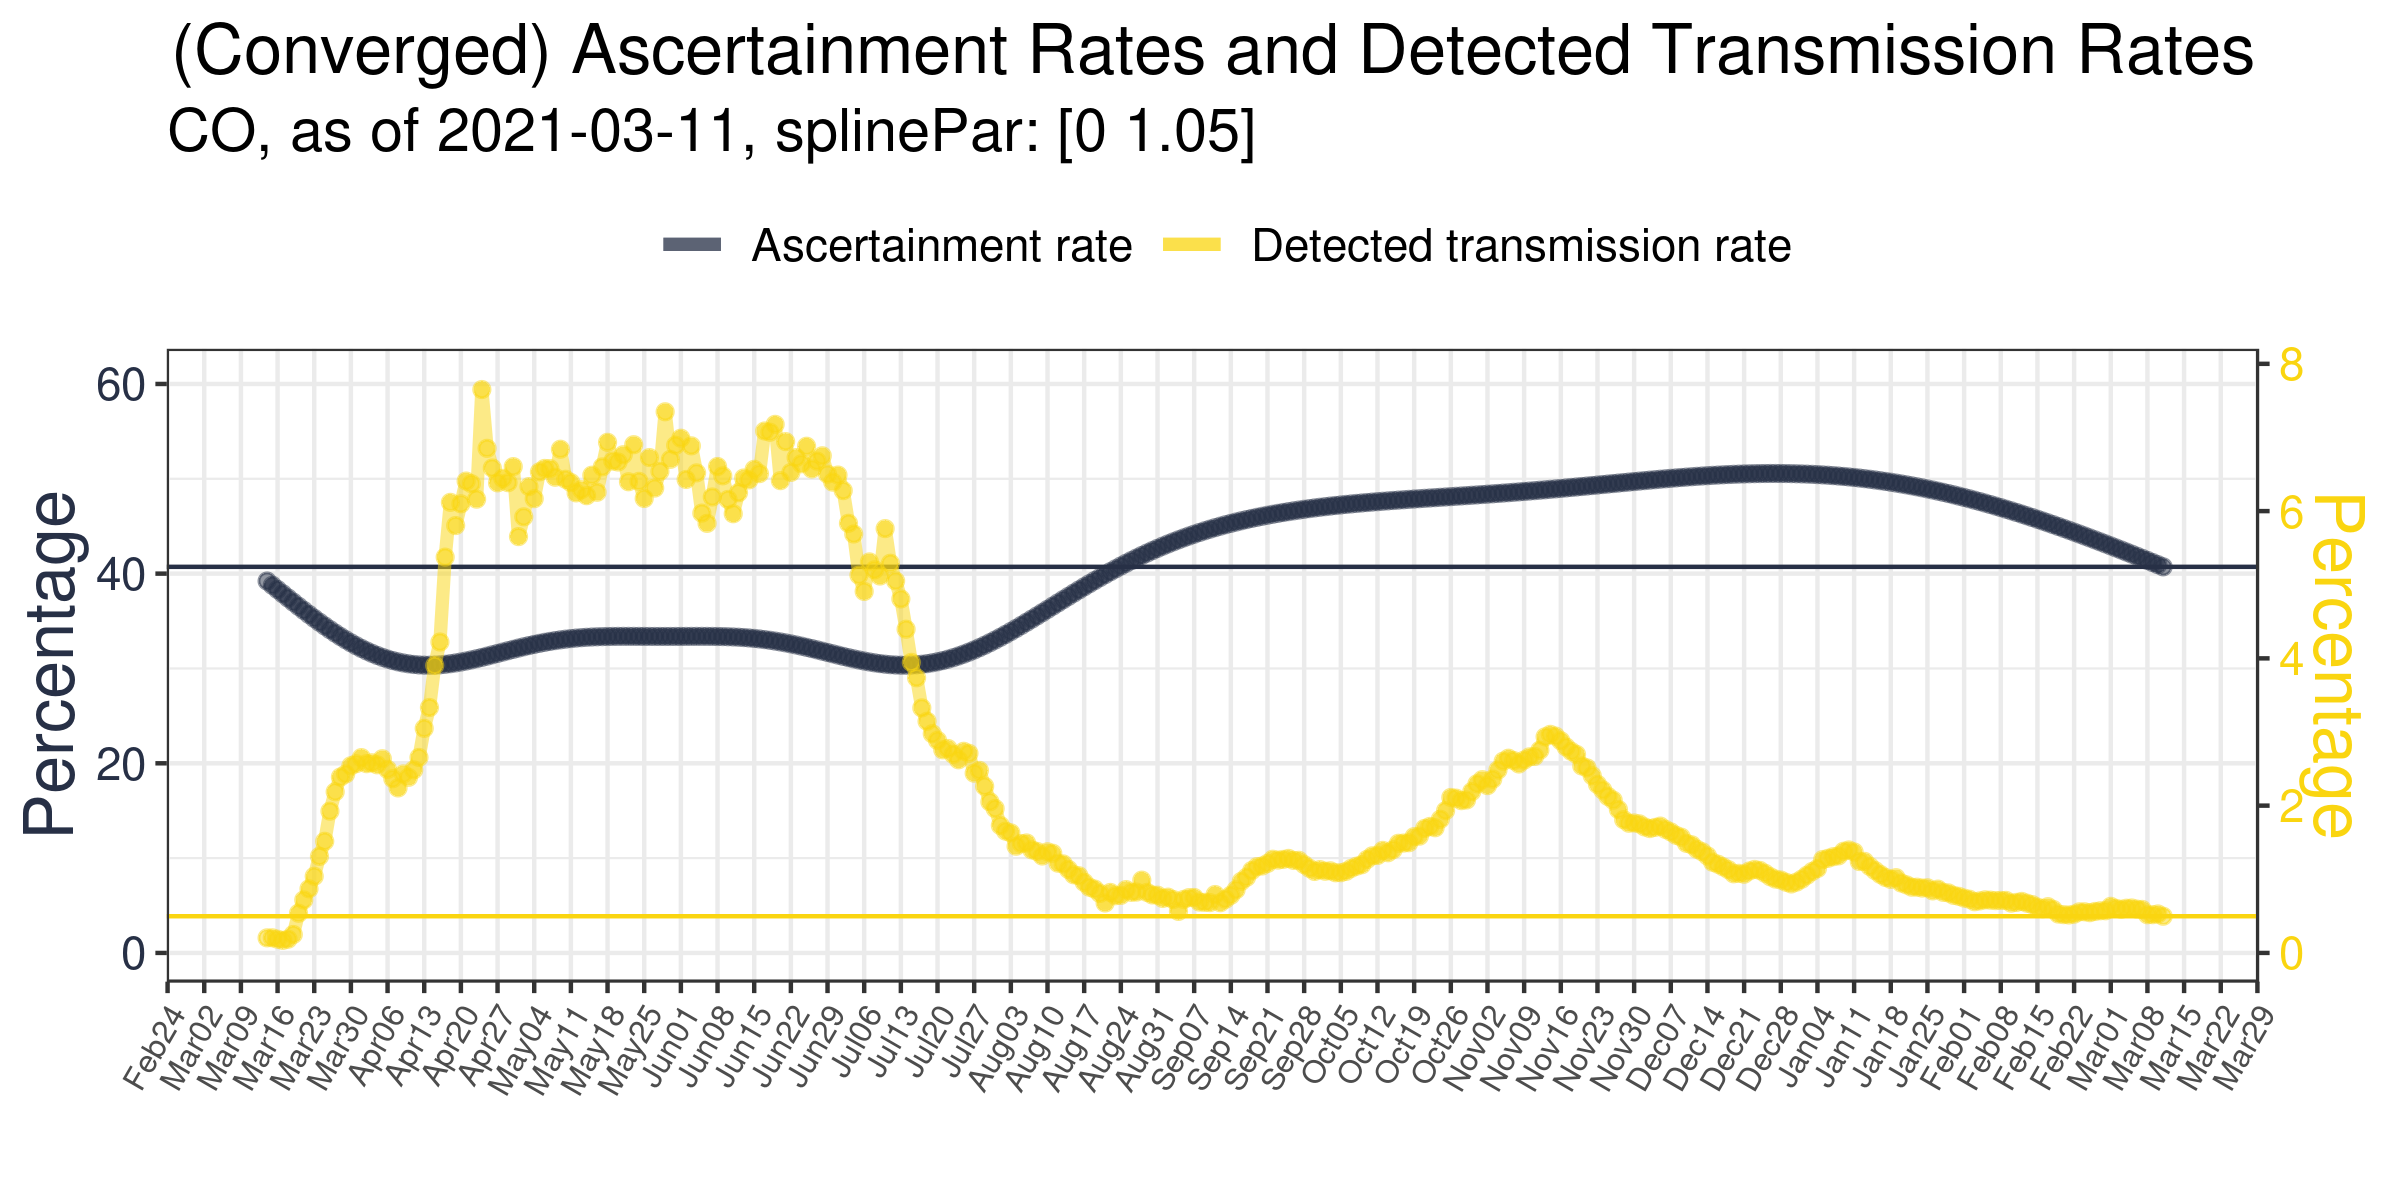 (Converged) Ascertainment Rates and Detected Transmission Rates
CO, as of 2021-03-11, splinePar: [0 1.05]
Ascertainment rate
Detected transmission rate
Percentage
60
40
20
0
8
6
4
2
0
Percentage
Feb24
Mar02
Mar09
Mar16
Mar23
Mar30
Apr06
Apr13
Apr20
Apr27
May04
May11
May18
May25
Jun01
Jun08
Jun15
Jun22
Jun29
Jul06
Jul13
Jul20
Jul27
Aug03
Aug10
Aug17
Aug24
Aug31
Sep07
Sep14
Sep21
Sep28
Oct05
Oct12
Oct19
Oct26
Nov02
Nov09
Nov16
Nov23
Nov30
Dec07
Dec14
Dec21
Dec28
Jan04
Jan11
Jan18
Jan25
Feb01
Feb08
Feb15
Feb22
Mar01
Mar08
Mar15
Mar22
Mar29